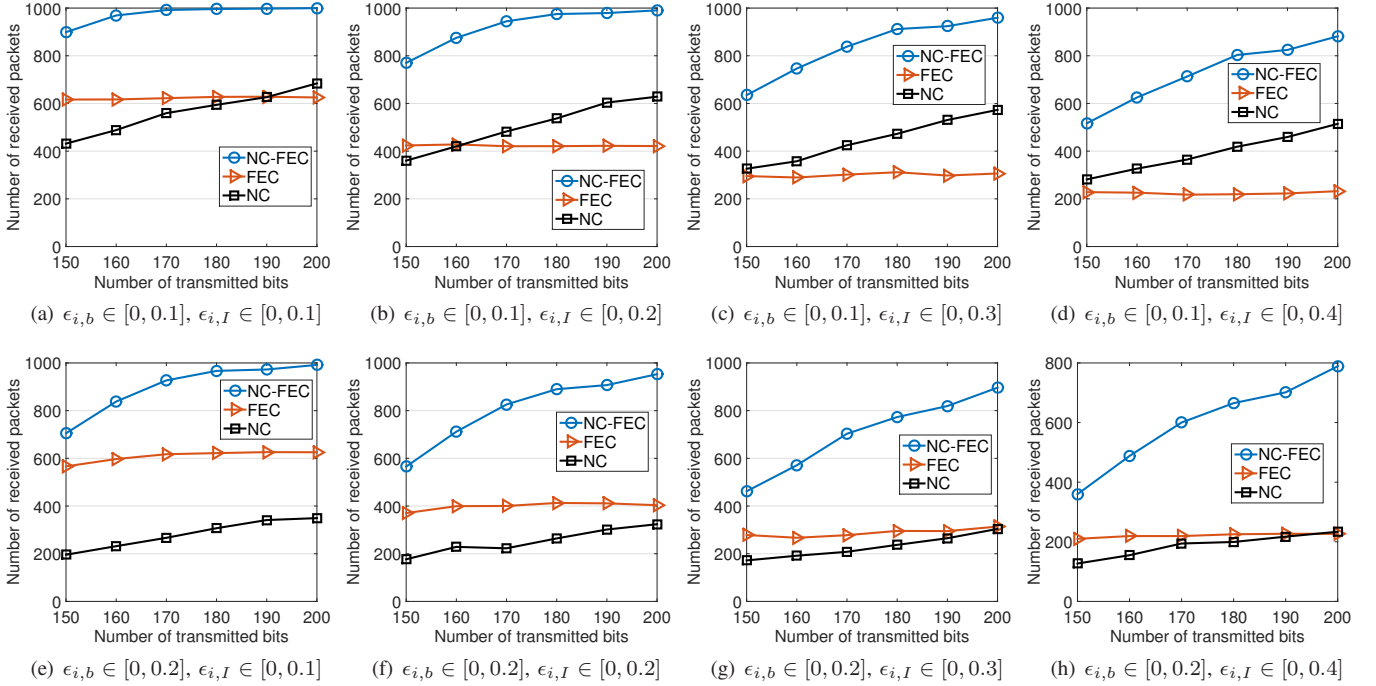 1000
800
600
400
200
0
Number of received packets
NC-FEC
FEC
NC
150 160 170 180 190 200
Number of transmitted bits
(a) ϵi,b ∈ [0, 0.1], ϵi,I ∈ [0, 0.1]
1000
800
600
400
200
0
Number of received packets
NC-FEC
FEC
NC
150 160 170 180 190 200
Number of transmitted bits
(b) ϵi,b ∈ [0, 0.1], ϵi,I ∈ [0, 0.2]
1000
800
600
400
200
0
Number of received packets
NC-FEC
FEC
NC
150 160 170 180 190 200
Number of transmitted bits
(c) ϵi,b ∈ [0, 0.1], ϵi,I ∈ [0, 0.3]
1000
800
600
400
200
0
Number of received packets
NC-FEC
FEC
NC
150 160 170 180 190 200
Number of transmitted bits
(d) ϵi,b ∈ [0, 0.1], ϵi,I ∈ [0, 0.4]
1000
800
600
400
200
0
Number of received packets
NC-FEC
FEC
NC
150 160 170 180 190 200
Number of transmitted bits
(e) ϵi,b ∈ [0, 0.2], ϵi,I ∈ [0, 0.1]
1000
800
600
400
200
0
Number of received packets
NC-FEC
FEC
NC
150 160 170 180 190 200
Number of transmitted bits
(f) ϵi,b ∈ [0, 0.2], ϵi,I ∈ [0, 0.2]
1000
800
600
400
200
0
Number of received packets
NC-FEC
FEC
NC
150 160 170 180 190 200
Number of transmitted bits
(g) ϵi,b ∈ [0, 0.2], ϵi,I ∈ [0, 0.3]
800
600
400
200
0
Number of received packets
NC-FEC
FEC
NC
150 160 170 180 190 200
Number of transmitted bits
(h) ϵi,b ∈ [0, 0.2], ϵi,I ∈ [0, 0.4]